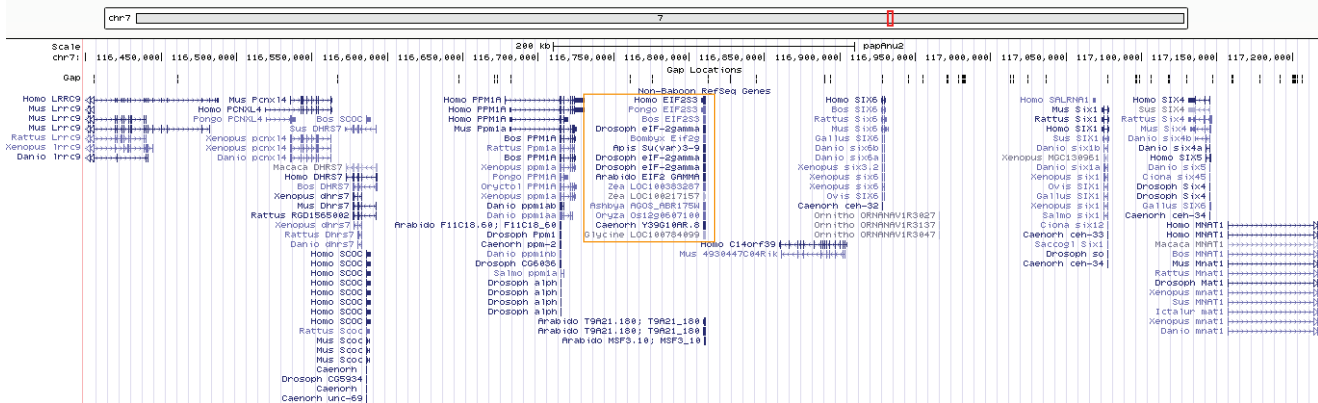 chr7 7
Scale 200 kb papAnu2
chr7: 116,450,000 116,500,000 116,550,000 116,600,000 116,650,000 116,700,000 116,750,000 116,800,000 116,850,000 116,900,000 116,950,000 117,000,000 117,050,000 117,100,000 117,150,000 117,200,000
Gap Locations
Gap
Non-Baboon RefSeq Genes
Homo LRRC9 Mus Pcnx14 Homo PPM1A Homo EIF2S3 Homo SIX6 Homo SALRNA1 Homo SIX4
Mus Lrrc9 Homo PCNXL4 Homo PPM1A Pongo EIF2S3 Bos SIX6 Mus Six1 Sus SIX4
Mus Lrrc9 Pongo PCNXL4 Bos SCOC Homo PPM1A Bos EIF2S3 Rattus SIX6 Rattus Six1 Rattus Six4
Mus Lrrc9 Sus DHRS7 Mus Ppm1a Drosoph eIF-2gamma Mus Six6 Homo SIX1 Mus Six4
Rattus Lrrc9 Xenopus pcnx14 Bos PPM1A Bombyx Eif2g Gallus SIX6 Sus SIX1 Danio six4b
Xenopus lrrc9 Xenopus pcnx14 Rattus Ppm1a Apis Su(var)3-9 Danio six6b Danio six1b Danio six4a
Danio lrrc9 Danio pcnx14 Bos PPM1A Drosoph eIF-2gamma Danio six6a Xenopus MGC130961 Homo SIX5
Macaca DHRS7 Xenopus ppm1a Drosoph eIF-2gamma Xenopus six3.2 Danio six1a Danio six5
Homo DHRS7 Pongo PPM1A Arabido EIF2 GAMMA Xenopus six6 Xenopus six1 Ciona six45
Bos DHRS7 Oryctol PPM1A Zea LOC100383287 Ovis SIX6 Ovis SIX1 Drosoph Six4
Xenopus dhrs7 Xenopus ppm1a Zea LOC100217157 Xenopus six6 Gallus SIX1 Drosoph Six4
Mus Dhrs7 Danio ppm1ab Ashbya AGOS_ABR175W Caenorh ceh-32 Xenopus six1 Gallus SIX6
Rattus RGD1565002 Danio ppm1aa Oryza Os12g0607100 Ornitho ORNANAV1R3027 Salmo six1 Caenorh ceh-34
Xenopus dhrs7 Arabido F11C18.60; F11C18_60 Caenorh Y39G10AR.8 Ornitho ORNANAV1R3137 Ciona six12 Homo MNAT1
Rattus Dhrs7 Drosoph Ppm1 Glycine LOC100784099 Ornitho ORNANAV1R3047 Caenorh ceh-33 Homo MNAT1
Danio dhrs7 Caenorh ppm-2 Homo C14orf39 Saccogl Six1 Macaca MNAT1
Homo SCOC Danio ppm1nb Mus 4930447C04Rik Drosoph so Bos MNAT1
Homo SCOC Drosoph CG6036 Caenorh ceh-34 Mus Mnat1
Homo SCOC Salmo ppm1a Rattus Mnat1
Homo SCOC Drosoph alph Drosoph Mat1
Homo SCOC Drosoph alph Xenopus mnat1
Homo SCOC Drosoph alph Sus MNAT1
Homo SCOC Drosoph alph Ictalur mnat1
Homo SCOC Arabido T9A21.180; T9A21_180 Xenopus mnat1
Rattus Scoc Arabido T9A21.180; T9A21_180 Danio mnat1
Mus Scoc Arabido MSF3.10; MSF3_10
Mus Scoc
Mus Scoc
Caenorh
Drosoph CG5934
Caenorh
Caenorh unc-69